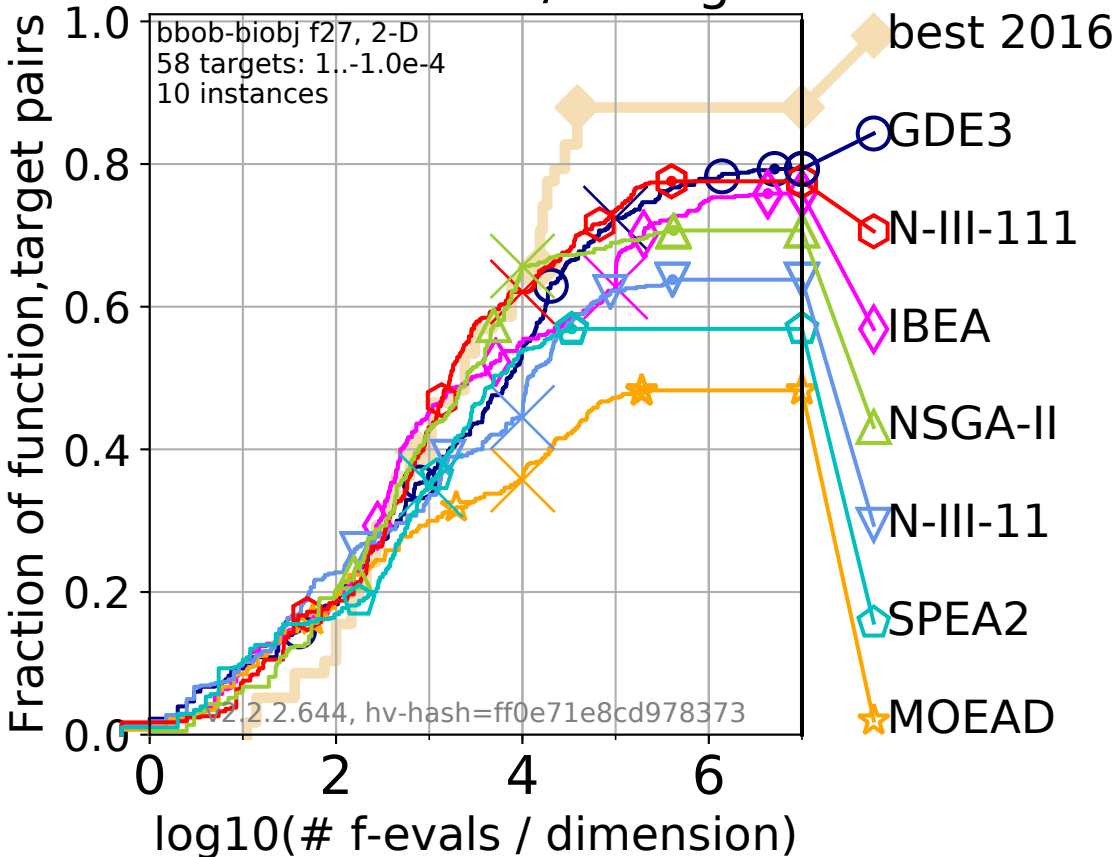 bbob-biobj f27, 2-D
58 targets: 1..-1.0e-4
10 instances
Fraction of function,target pairs
1.0
0.8
0.6
0.4
0.2
0.0
0
2
4
6
log10(# f-evals / dimension)
v2.2.2.644, hv-hash=ff0e71e8cd978373
best 2016
GDE3
N-III-111
IBEA
NSGA-II
N-III-11
SPEA2
MOEAD